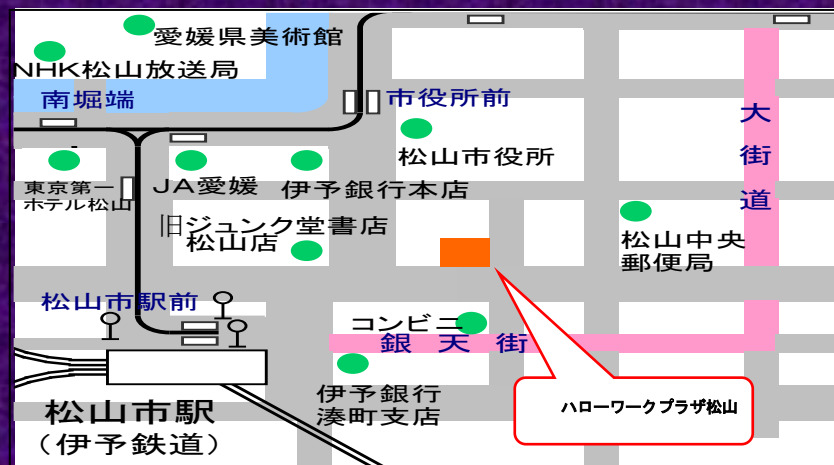 愛媛県美術館
NHK松山放送局
南堀端
市役所前
大街道
松山市役所
東京第一
ホテル松山
JA愛媛
伊予銀行本店
旧ジュンク堂書店
松山店
松山中央
郵便局
松山市駅前
コンビニ
銀天街
伊予銀行
湊町支店
ハローワークプラザ松山
松山市駅
（伊予鉄道）